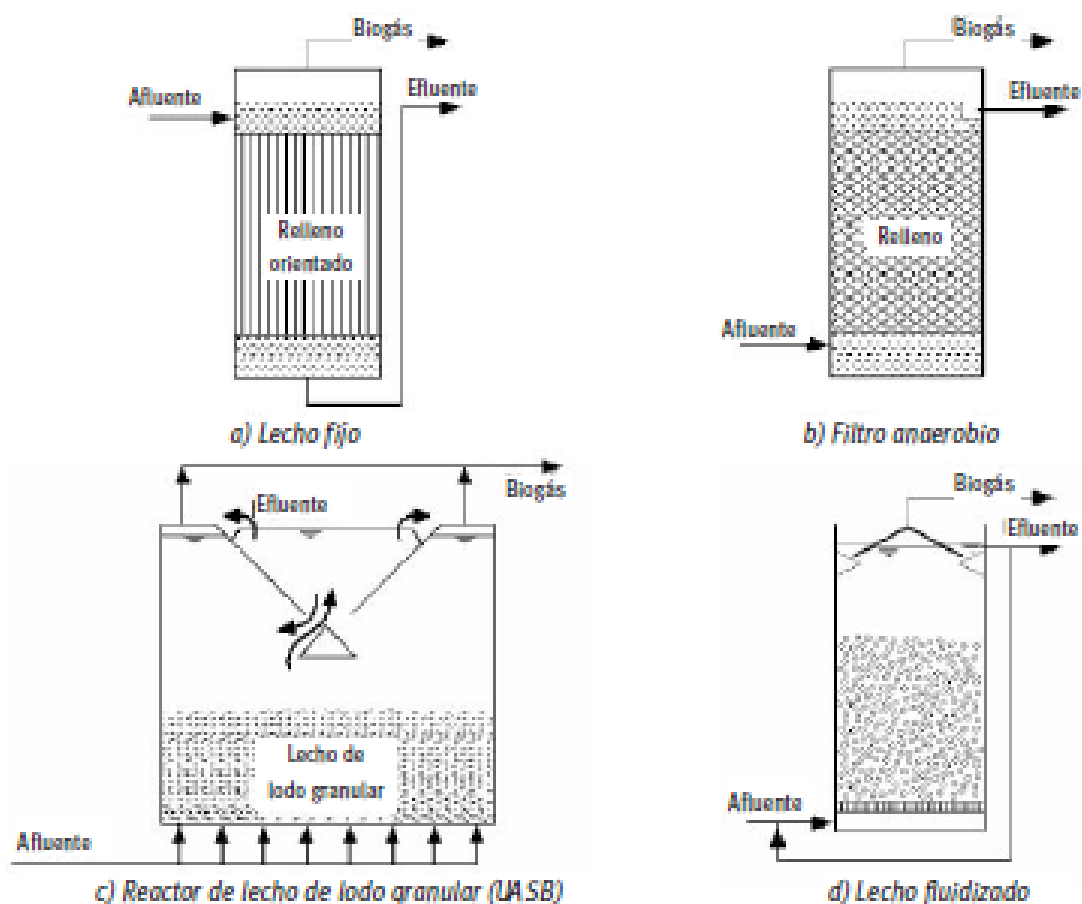 Biogás
Afluente
Efluente
Relleno
orientado
a) Lecho fijo
Biogás
Efluente
Relleno
Afluente
b) Filtro anaerobio
Biogás
Efluente
Lecho de
lodo granular
Afluente
c) Reactor de lecho de lodo granular (UASB)
Biogás
Efluente
Afluente
d) Lecho fluidizado